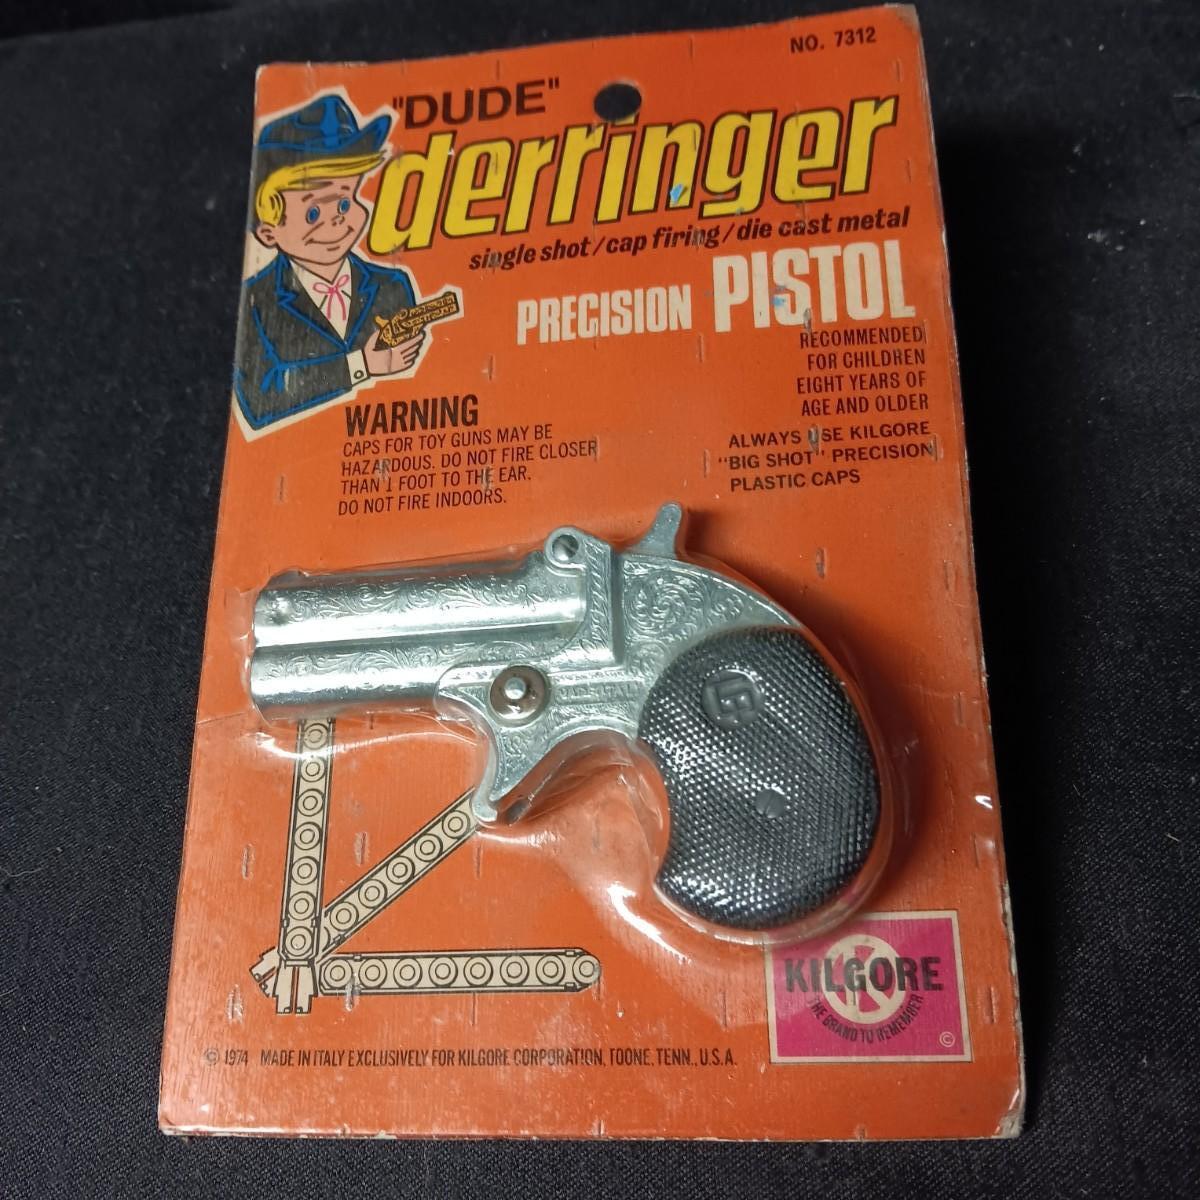 NO. 7312
"DUDE"
derringer
single shot/cap firing/die cast metal
PRECISION PISTOL
RECOMMENDED
FOR CHILDREN
EIGHT YEARS OF
AGE AND OLDER
ALWAYS USE KILGORE
"BIG SHOT" PRECISION
PLASTIC CAPS
WARNING
CAPS FOR TOY GUNS MAY BE
HAZARDOUS. DO NOT FIRE CLOSER
THAN 1 FOOT TO THE EAR.
DO NOT FIRE INDOORS.
KILGORE
THE BRAND TO REMEMBER
©
© 1974 MADE IN ITALY EXCLUSIVELY FOR KILGORE CORPORATION, TOONE, TENN., U.S.A.